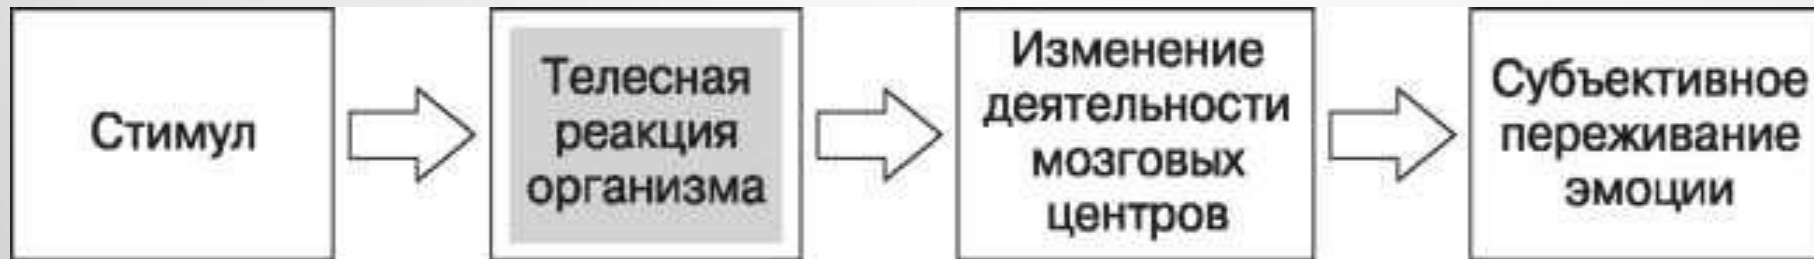 Стимул
Телесная
реакция
организма
Изменение
деятельности
мозговых
центров
Субъективное
переживание
эмоции